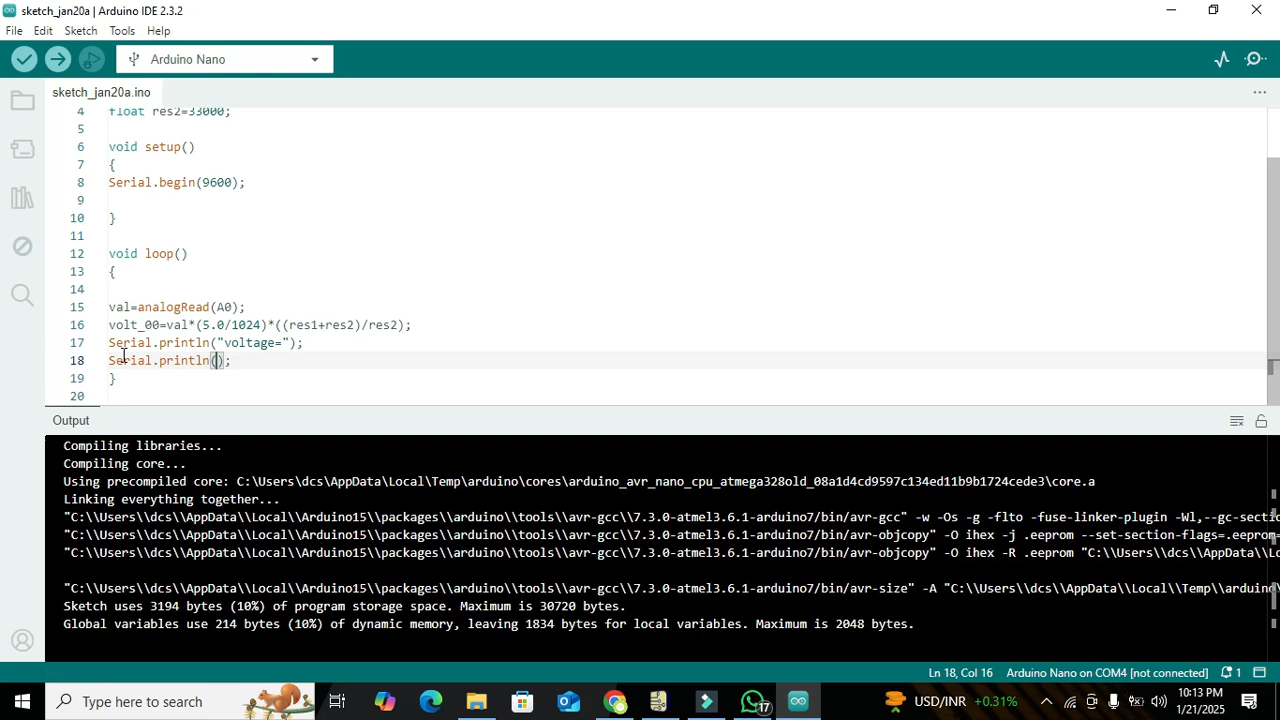 sketch_jan20a | Arduino IDE 2.3.2
File Edit Sketch Tools Help
Arduino Nano
sketch_jan20a.ino
4 float res2=33000;
5
6 void setup()
7 {
8 Serial.begin(9600);
9
10 }
11
12 void loop()
13 {
14
15 val=analogRead(A0);
16 volt_00=val*(5.0/1024)*((res1+res2)/res2);
17 Serial.println("voltage=");
18 Serial.println();
19 }
20
Output
Compiling libraries...
Compiling core...
Using precompiled core: C:\Users\dcs\AppData\Local\Temp\arduino\cores\arduino_avr_nano_cpu_atmega328old_08a1d4cd9597c134ed11b9b1724cede3\core.a
Linking everything together...
"C:\\Users\\dcs\\AppData\\Local\\Arduino15\\packages\\arduino\\tools\\avr-gcc\\7.3.0-atmel3.6.1-arduino7/bin/avr-gcc" -w -Os -g -flto -fuse-linker-plugin -Wl,--gc-sectio
"C:\\Users\\dcs\\AppData\\Local\\Arduino15\\packages\\arduino\\tools\\avr-gcc\\7.3.0-atmel3.6.1-arduino7/bin/avr-objcopy" -O ihex -j .eeprom --set-section-flags=.eeprom=
"C:\\Users\\dcs\\AppData\\Local\\Arduino15\\packages\\arduino\\tools\\avr-gcc\\7.3.0-atmel3.6.1-arduino7/bin/avr-objcopy" -O ihex -R .eeprom "C:\\Users\\dcs\\AppData\\Lo
"C:\\Users\\dcs\\AppData\\Local\\Arduino15\\packages\\arduino\\tools\\avr-gcc\\7.3.0-atmel3.6.1-arduino7/bin/avr-size" -A "C:\\Users\\dcs\\AppData\\Local\\Temp\\arduino\
Sketch uses 3194 bytes (10%) of program storage space. Maximum is 30720 bytes.
Global variables use 214 bytes (10%) of dynamic memory, leaving 1834 bytes for local variables. Maximum is 2048 bytes.
Ln 18, Col 16 Arduino Nano on COM4 [not connected] 1
Type here to search
17
USD/INR +0.31%
10:13 PM
1/21/2025